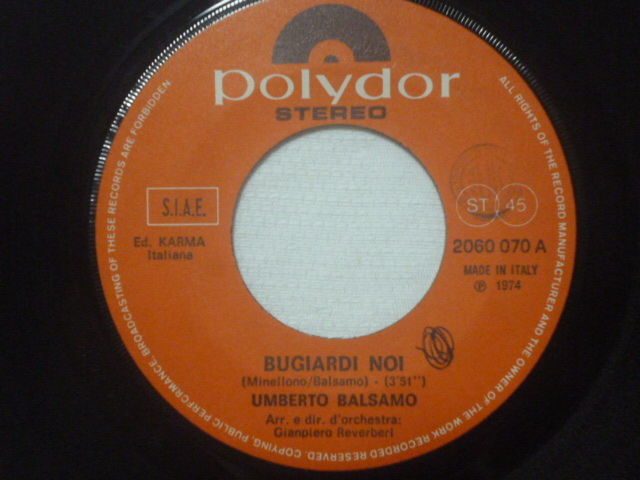 polydor
STEREO
ALL RIGHTS OF THE RECORD MANUFACTURER AND THE OWNER OF THE WORK RECORDED RESERVED. COPYING, PUBLIC PERFORMANCE, BROADCASTING OF THESE RECORDS ARE FORBIDDEN
S.I.A.E.
Ed. KARMA
Italiana
ST 45
2060 070 A
MADE IN ITALY
℗ 1974
BUGIARDI NOI
(Minellono/Balsamo) - (3'51'')
UMBERTO BALSAMO
Arr. e dir. d'orchestra:
Gianpiero Reverberi